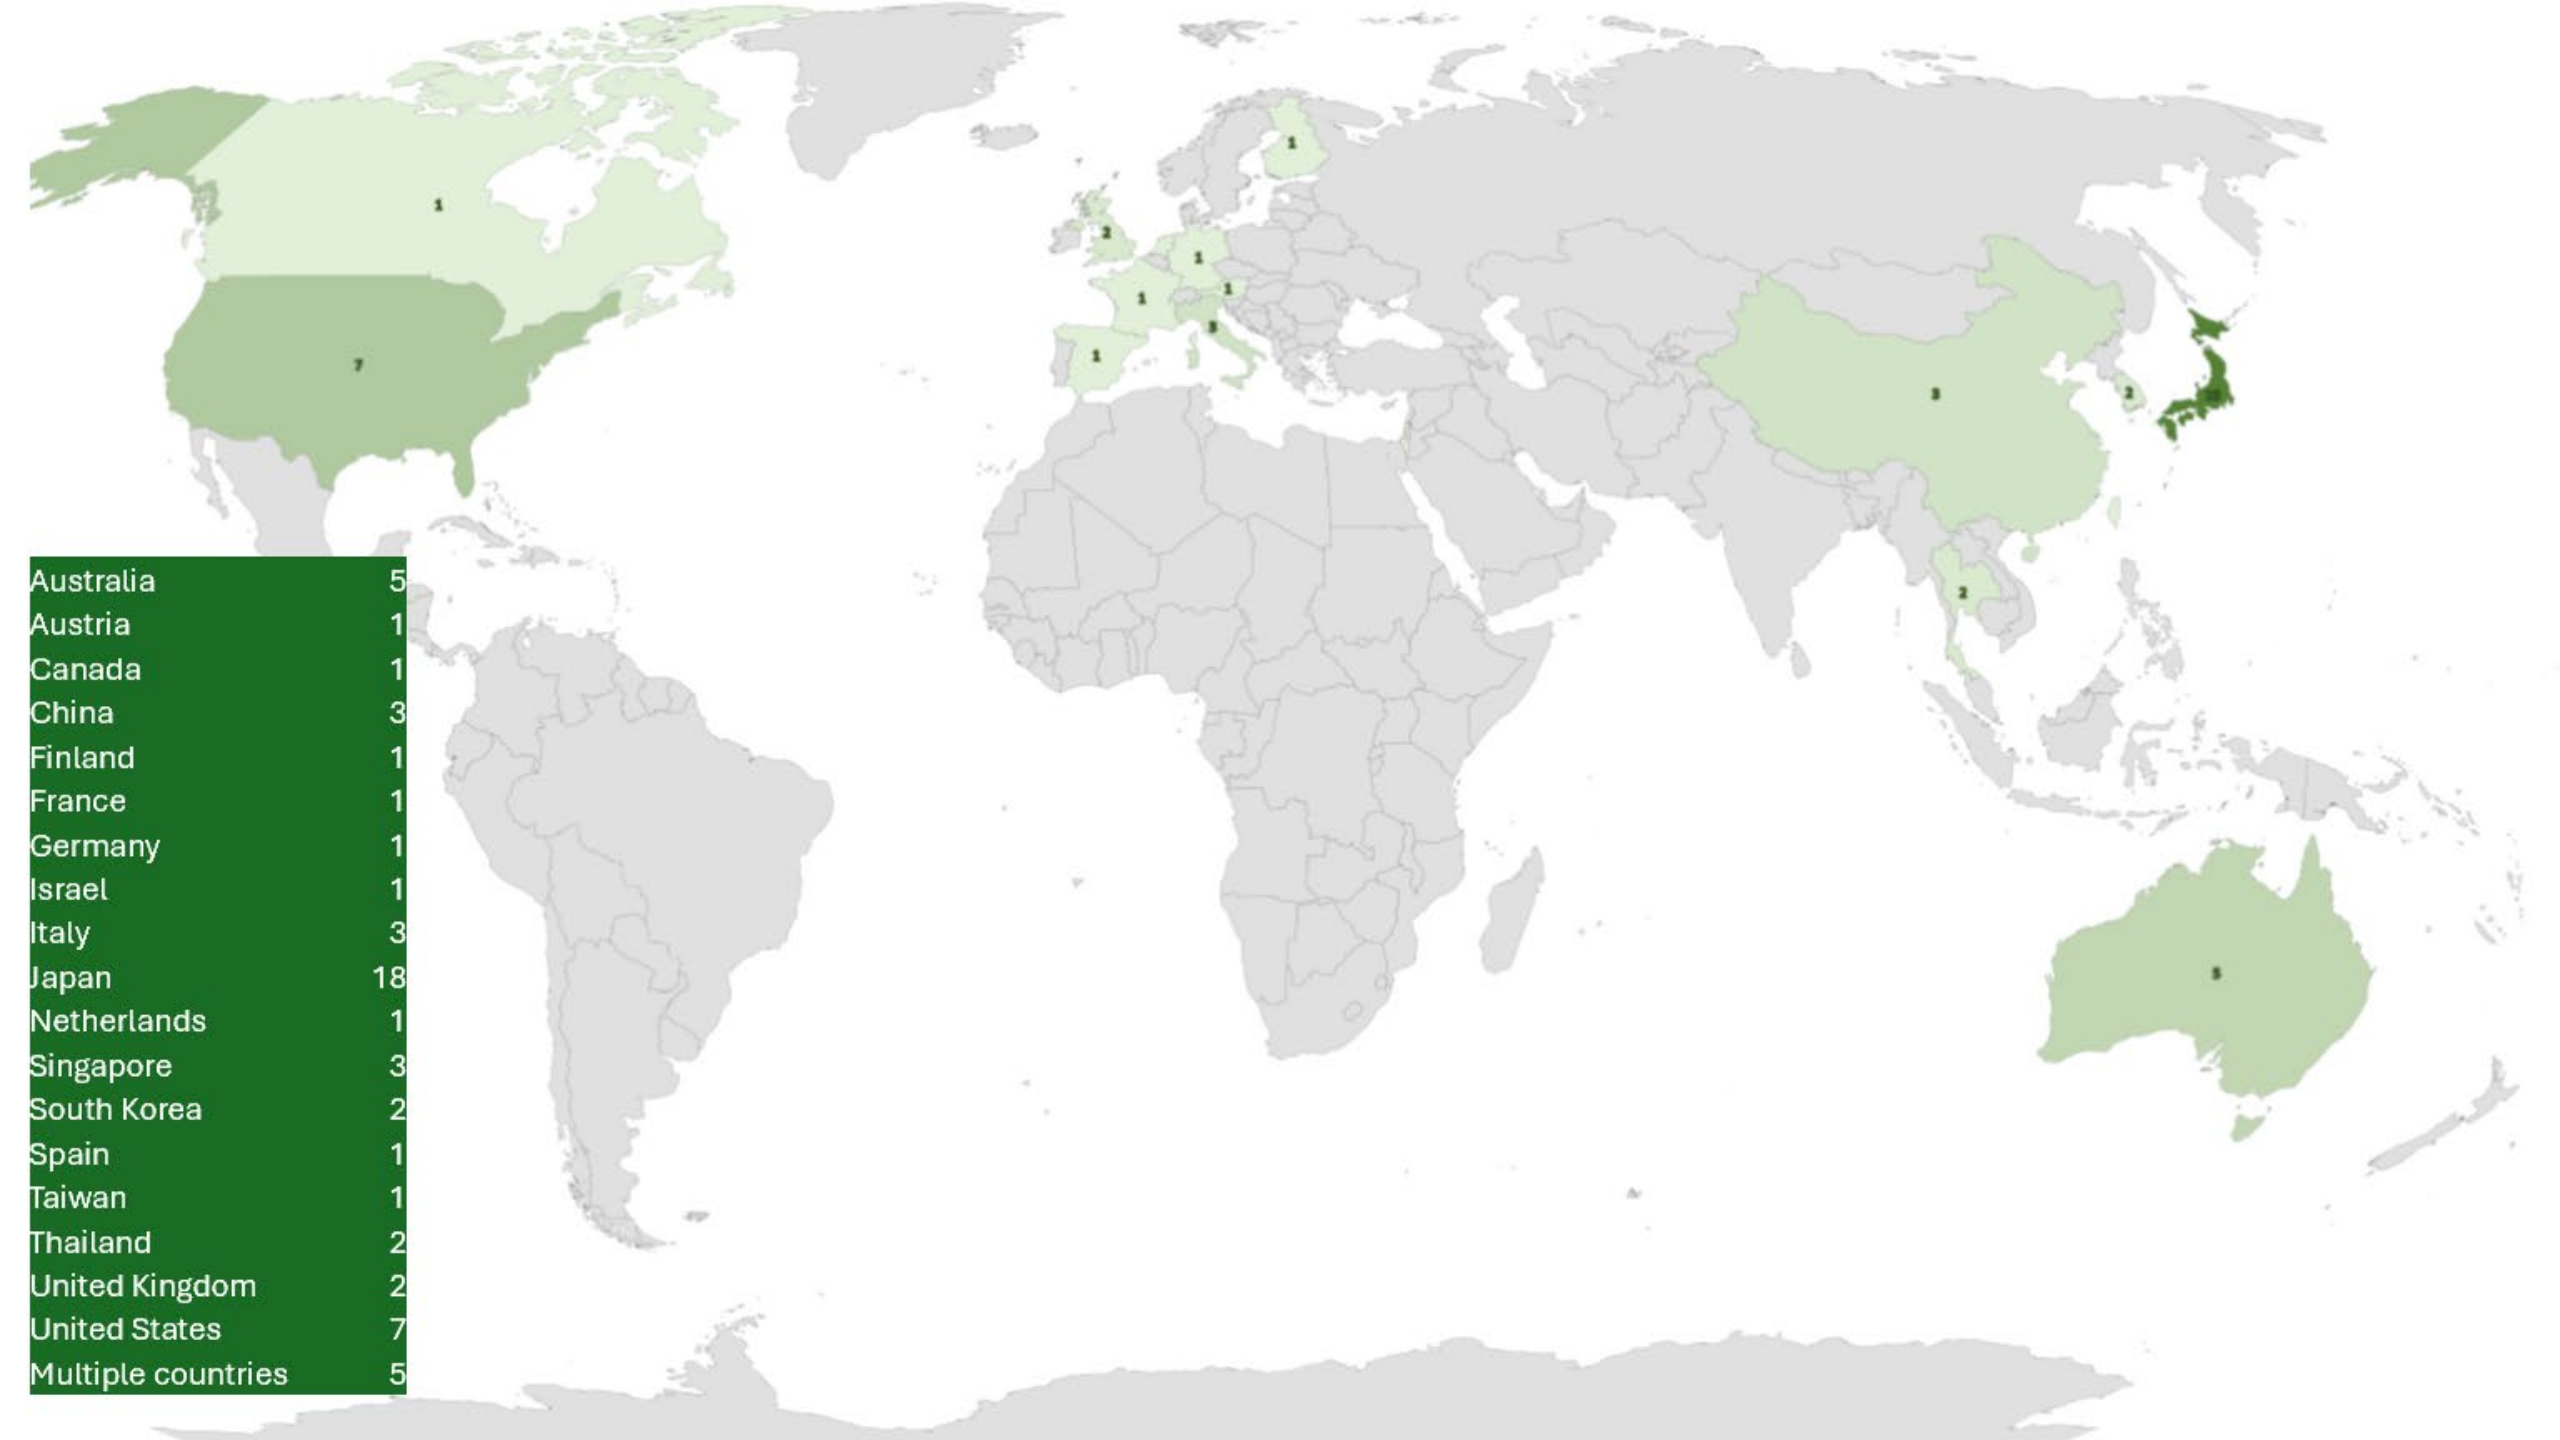 1
1
2
1
1
1
3
1
7
3
2
2
5
Australia 5
Austria 1
Canada 1
China 3
Finland 1
France 1
Germany 1
Israel 1
Italy 3
Japan 18
Netherlands 1
Singapore 3
South Korea 2
Spain 1
Taiwan 1
Thailand 2
United Kingdom 2
United States 7
Multiple countries 5